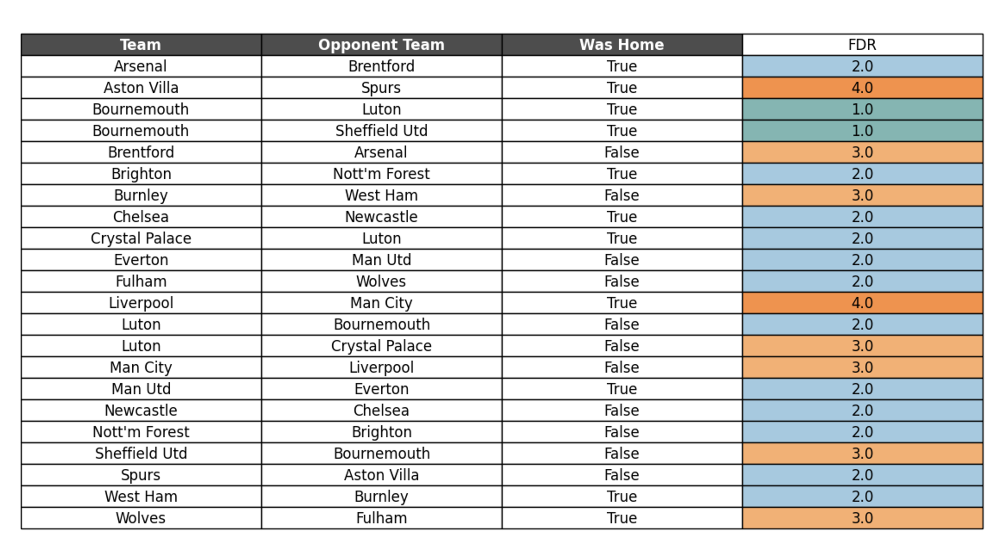 Team Opponent Team Was Home FDR
Arsenal Brentford True 2.0
Aston Villa Spurs True 4.0
Bournemouth Luton True 1.0
Bournemouth Sheffield Utd True 1.0
Brentford Arsenal False 3.0
Brighton Nott'm Forest True 2.0
Burnley West Ham False 3.0
Chelsea Newcastle True 2.0
Crystal Palace Luton True 2.0
Everton Man Utd False 2.0
Fulham Wolves False 2.0
Liverpool Man City True 4.0
Luton Bournemouth False 2.0
Luton Crystal Palace False 3.0
Man City Liverpool False 3.0
Man Utd Everton True 2.0
Newcastle Chelsea False 2.0
Nott'm Forest Brighton False 2.0
Sheffield Utd Bournemouth False 3.0
Spurs Aston Villa False 2.0
West Ham Burnley True 2.0
Wolves Fulham True 3.0